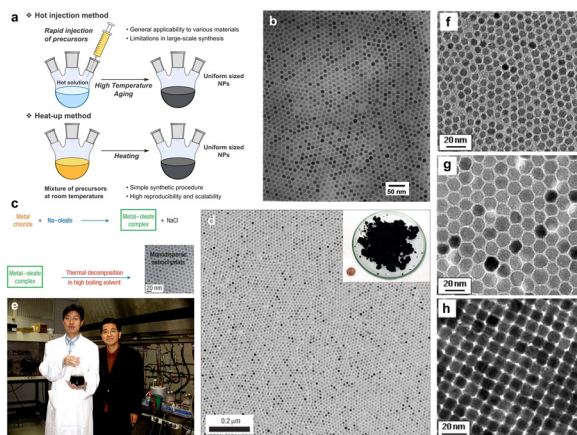 a
❖ Hot injection method
Rapid injection
of precursors
• General applicability to various materials
• Limitations in large-scale synthesis
Hot solution
High Temperature
Aging
Uniform sized
NPs
❖ Heat-up method
Heating
Uniform sized
NPs
Mixture of precursors
at room temperature
• Simple synthetic procedure
• High reproducibility and scalability
b
50 nm
c
Metal
chloride
+
Na–oleate
Metal–oleate
complex
+ NaCl
Metal–oleate
complex
Thermal decomposition
in high boiling solvent
Monodisperse
nanocrystals
20 nm
d
0.2 µm
e
f
20 nm
g
20 nm
h
20 nm